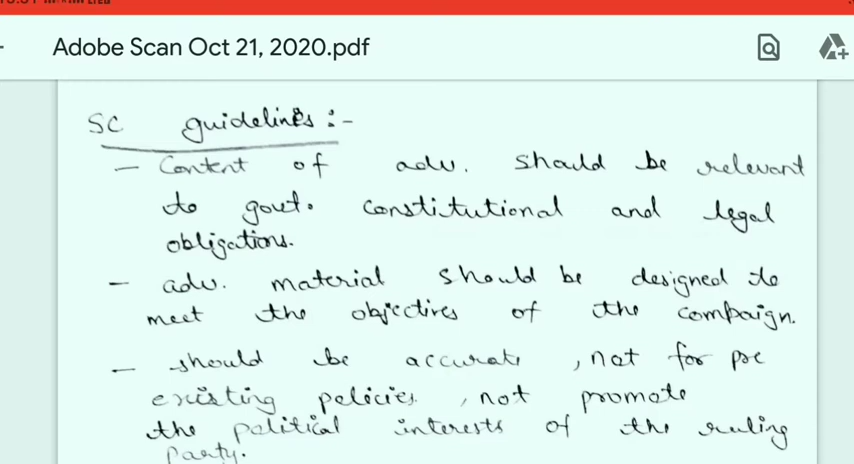 Adobe Scan Oct 21, 2020.pdf
SC guidelines :-
- Content of adv. should be relevant
to govt. constitutional and legal
obligations.
- adv. material should be designed to
meet the objectives of the compaign.
- should be accurate, not for pre
existing policies, not promote
the political interests of the ruling
party.